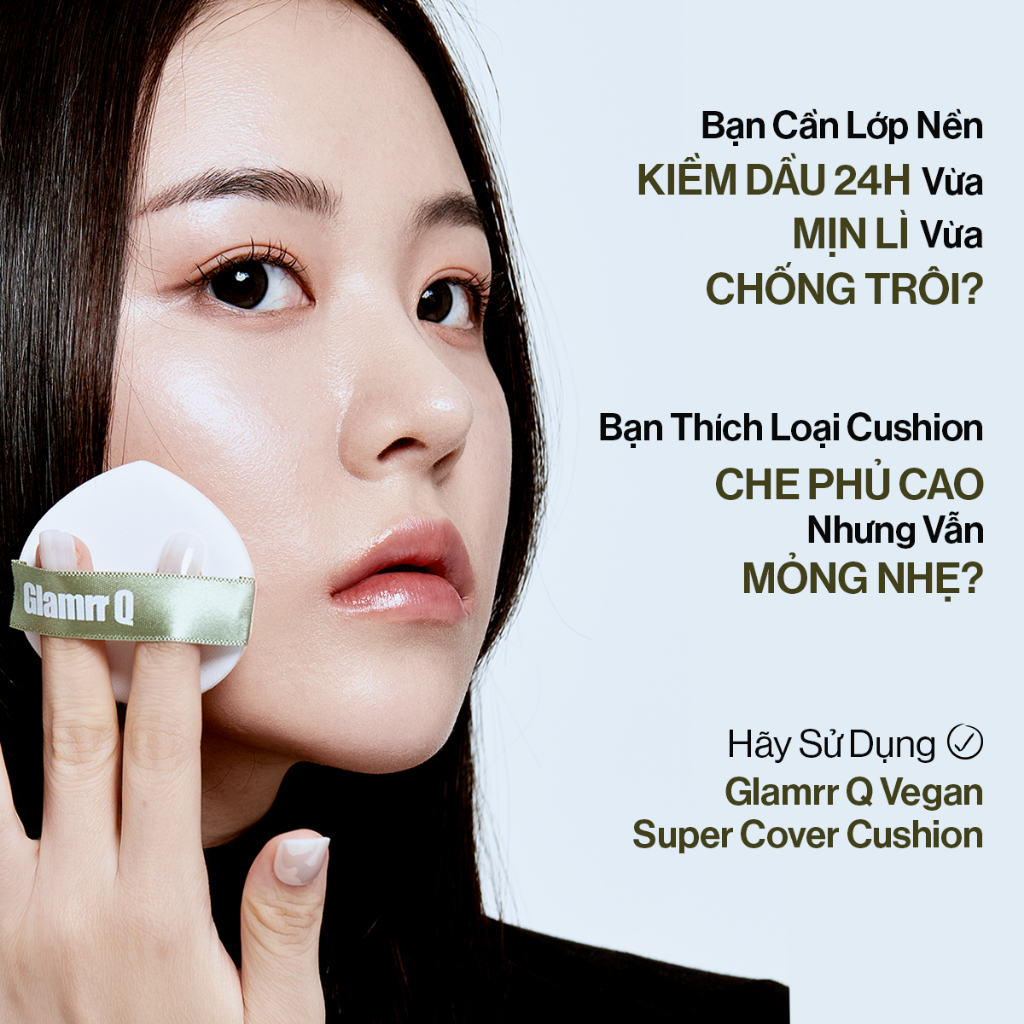 Bạn Cần Lớp Nền
KIỀM DẦU 24H Vừa
MỊN LÌ Vừa
CHỐNG TRÔI?
Bạn Thích Loại Cushion
CHE PHỦ CAO
Nhưng Vẫn
MỎNG NHẸ?
Glamrr Q
Hãy Sử Dụng
Glamrr Q Vegan
Super Cover Cushion